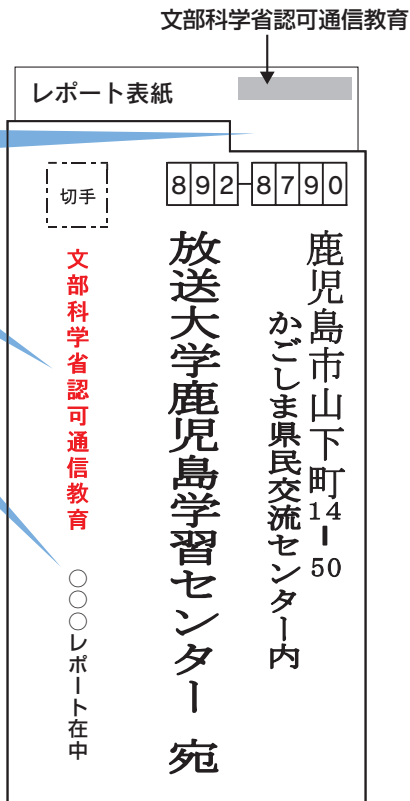 文部科学省認可通信教育
レポート表紙
切手
892-8790
鹿児島市山下町14-50
かごしま県民交流センター内
放送大学鹿児島学習センター 宛
文部科学省認可通信教育
○○○レポート在中